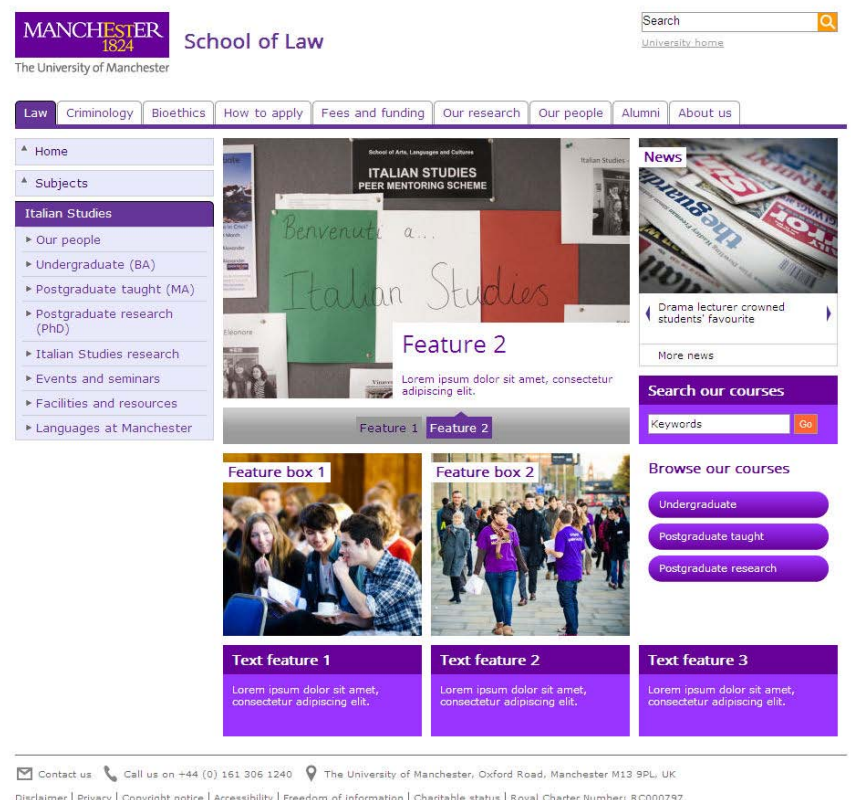 MANCHESTER
1824
The University of Manchester
School of Law
Search
University home
Law
Criminology
Bioethics
How to apply
Fees and funding
Our research
Our people
Alumni
About us
Home
Subjects
Italian Studies
Our people
Undergraduate (BA)
Postgraduate taught (MA)
Postgraduate research
(PhD)
Italian Studies research
Events and seminars
Facilities and resources
Languages at Manchester
School of Arts, Languages and Cultures
ITALIAN STUDIES
PEER MENTORING SCHEME
Italian Studies
Benvenuti a...
Italian Studies
Eleonore
Feature 2
Lorem ipsum dolor sit amet, consectetur
adipiscing elit.
Feature 1
Feature 2
News
the guardian
Drama lecturer crowned
students' favourite
More news
Search our courses
Keywords
Go
Feature box 1
Feature box 2
Browse our courses
Undergraduate
Postgraduate taught
Postgraduate research
Text feature 1
Lorem ipsum dolor sit amet,
consectetur adipiscing elit.
Text feature 2
Lorem ipsum dolor sit amet,
consectetur adipiscing elit.
Text feature 3
Lorem ipsum dolor sit amet,
consectetur adipiscing elit.
Contact us
Call us on +44 (0) 161 306 1240
The University of Manchester, Oxford Road, Manchester M13 9PL, UK
Disclaimer | Privacy | Copyright notice | Accessibility | Freedom of information | Charitable status | Royal Charter Number: RC000797